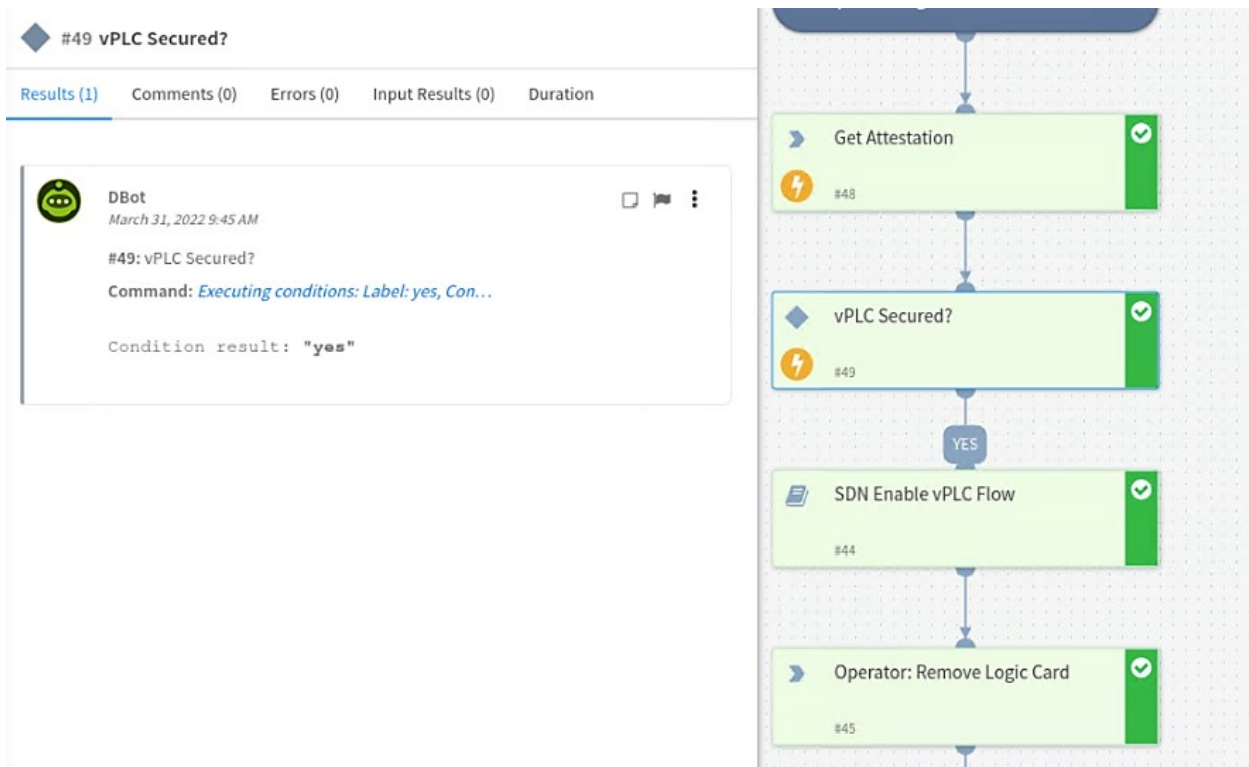 #49 vPLC Secured?
Results (1) Comments (0) Errors (0) Input Results (0) Duration
DBot
March 31, 2022 9:45 AM
#49: vPLC Secured?
Command: Executing conditions: Label: yes, Con...
Condition result: "yes"
Get Attestation
#48
vPLC Secured?
#49
YES
SDN Enable vPLC Flow
#44
Operator: Remove Logic Card
#45